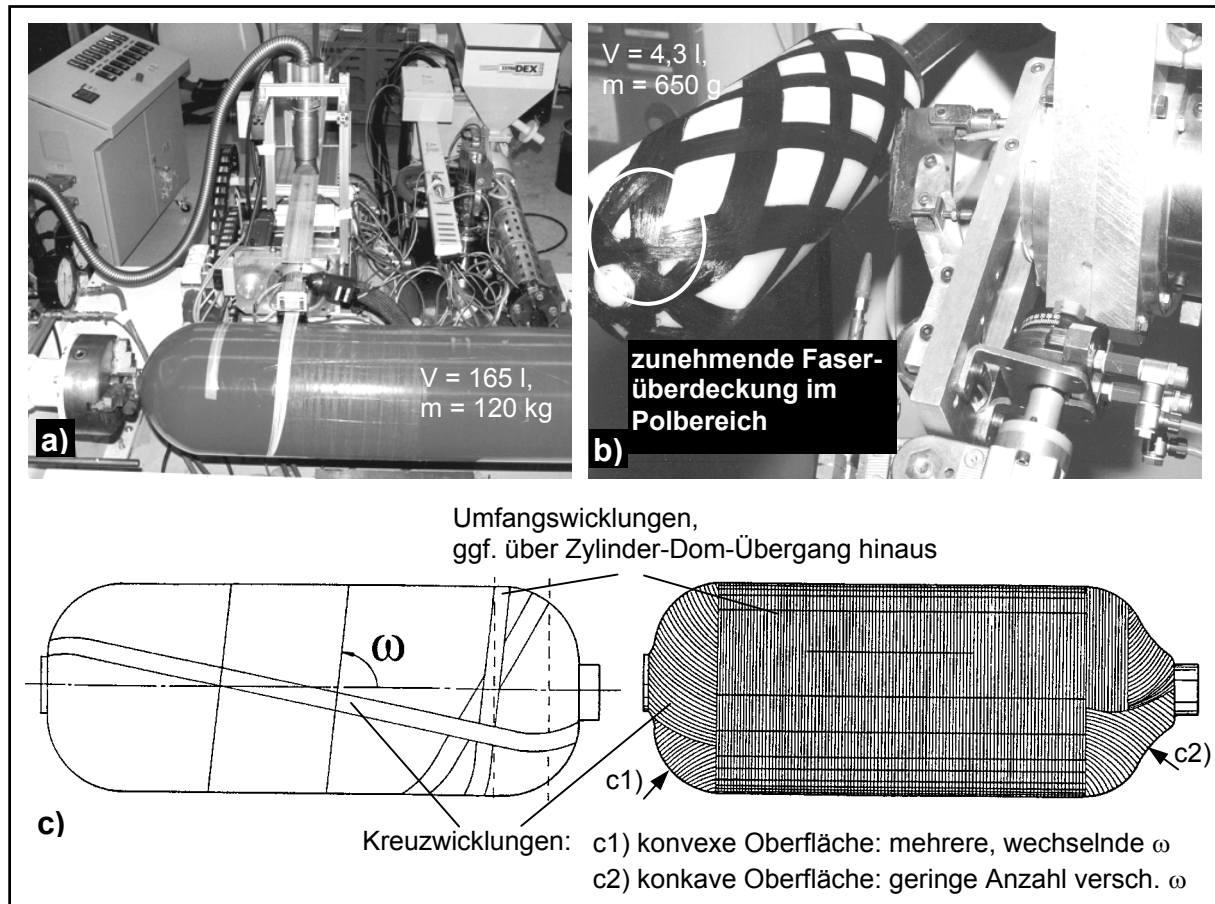 DEX
V = 165 l,
m = 120 kg
a)
V = 4,3 l,
m = 650 g
zunehmende Faser-
überdeckung im
Polbereich
b)
Umfangswicklungen,
ggf. über Zylinder-Dom-Übergang hinaus
ω
c1)
c2)
c)
Kreuzwicklungen:
c1) konvexe Oberfläche: mehrere, wechselnde ω
c2) konkave Oberfläche: geringe Anzahl versch. ω